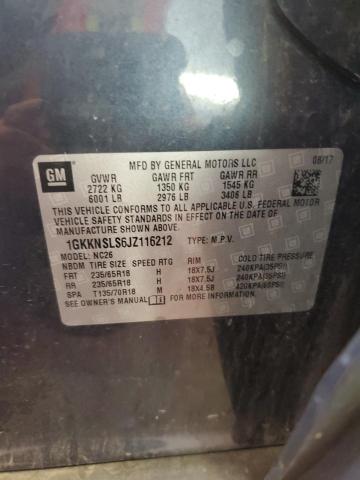 GM
MFD BY GENERAL MOTORS LLC 08/17
GVWR GAWR FRT GAWR RR
2722 KG 1350 KG 1545 KG
6001 LB 2976 LB 3406 LB
THIS VEHICLE CONFORMS TO ALL APPLICABLE U.S. FEDERAL MOTOR
VEHICLE SAFETY STANDARDS IN EFFECT ON THE DATE OF
MANUFACTURE SHOWN ABOVE.
1GKKNSLS6JZ116212 TYPE: M.P.V.
MODEL: NC26
NBDM TIRE SIZE SPEED RTG RIM COLD TIRE PRESSURE
FRT 235/65R18 H 18X7.5J 240KPA(35PSI)
RR 235/65R18 H 18X7.5J 240KPA(35PSI)
SPA T135/70R18 M 18X4.5B 420KPA(60PSI)
SEE OWNER'S MANUAL FOR MORE INFORMATION.